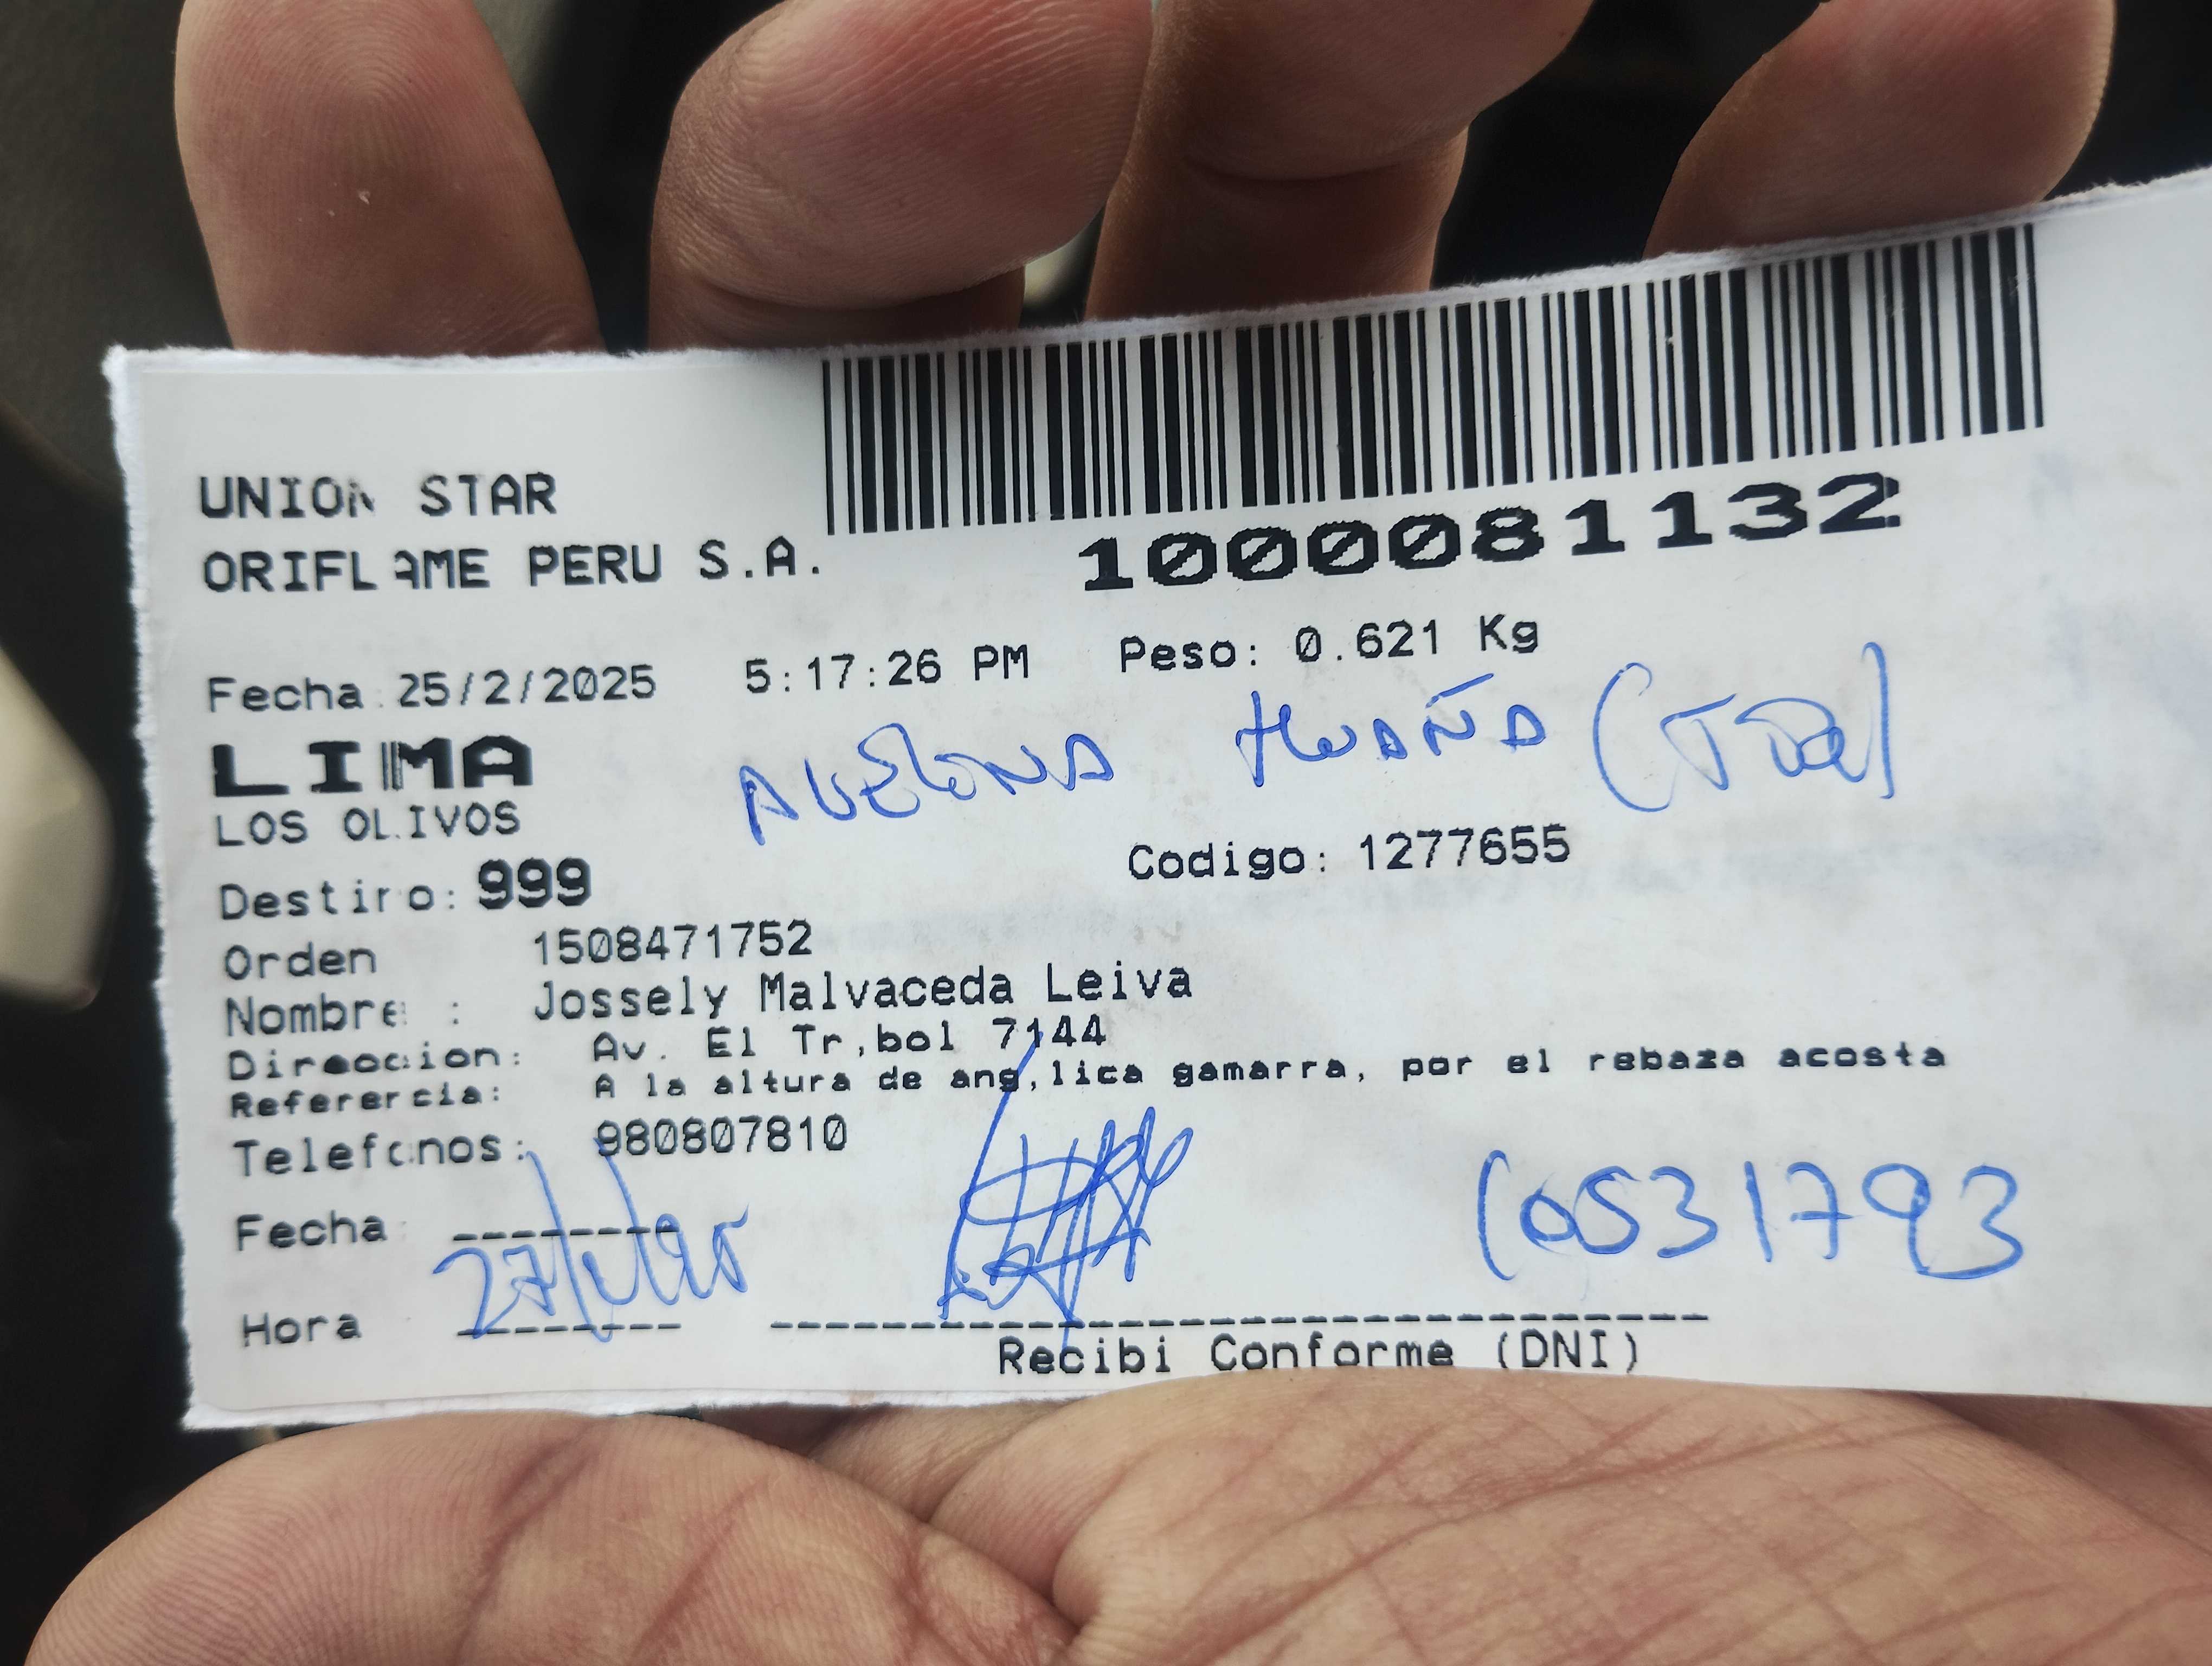 UNION STAR
ORIFLAME PERU S.A.
1000081132
Fecha: 25/2/2025 5:17:26 PM Peso: 0.621 Kg
LIMA
HUAÑA
LOS OLIVOS
Codigo: 1277655
Destino: 999
Orden 1508471752
Nombre : Jossely Malvaceda Leiva
Direccion: Av. El Tr,bol 7144
Referencia: A la altura de ang,lica gamarra, por el rebaza acosta
Telefonos: 980807810
Fecha:
10531793
Hora
Recibi Conforme (DNI)